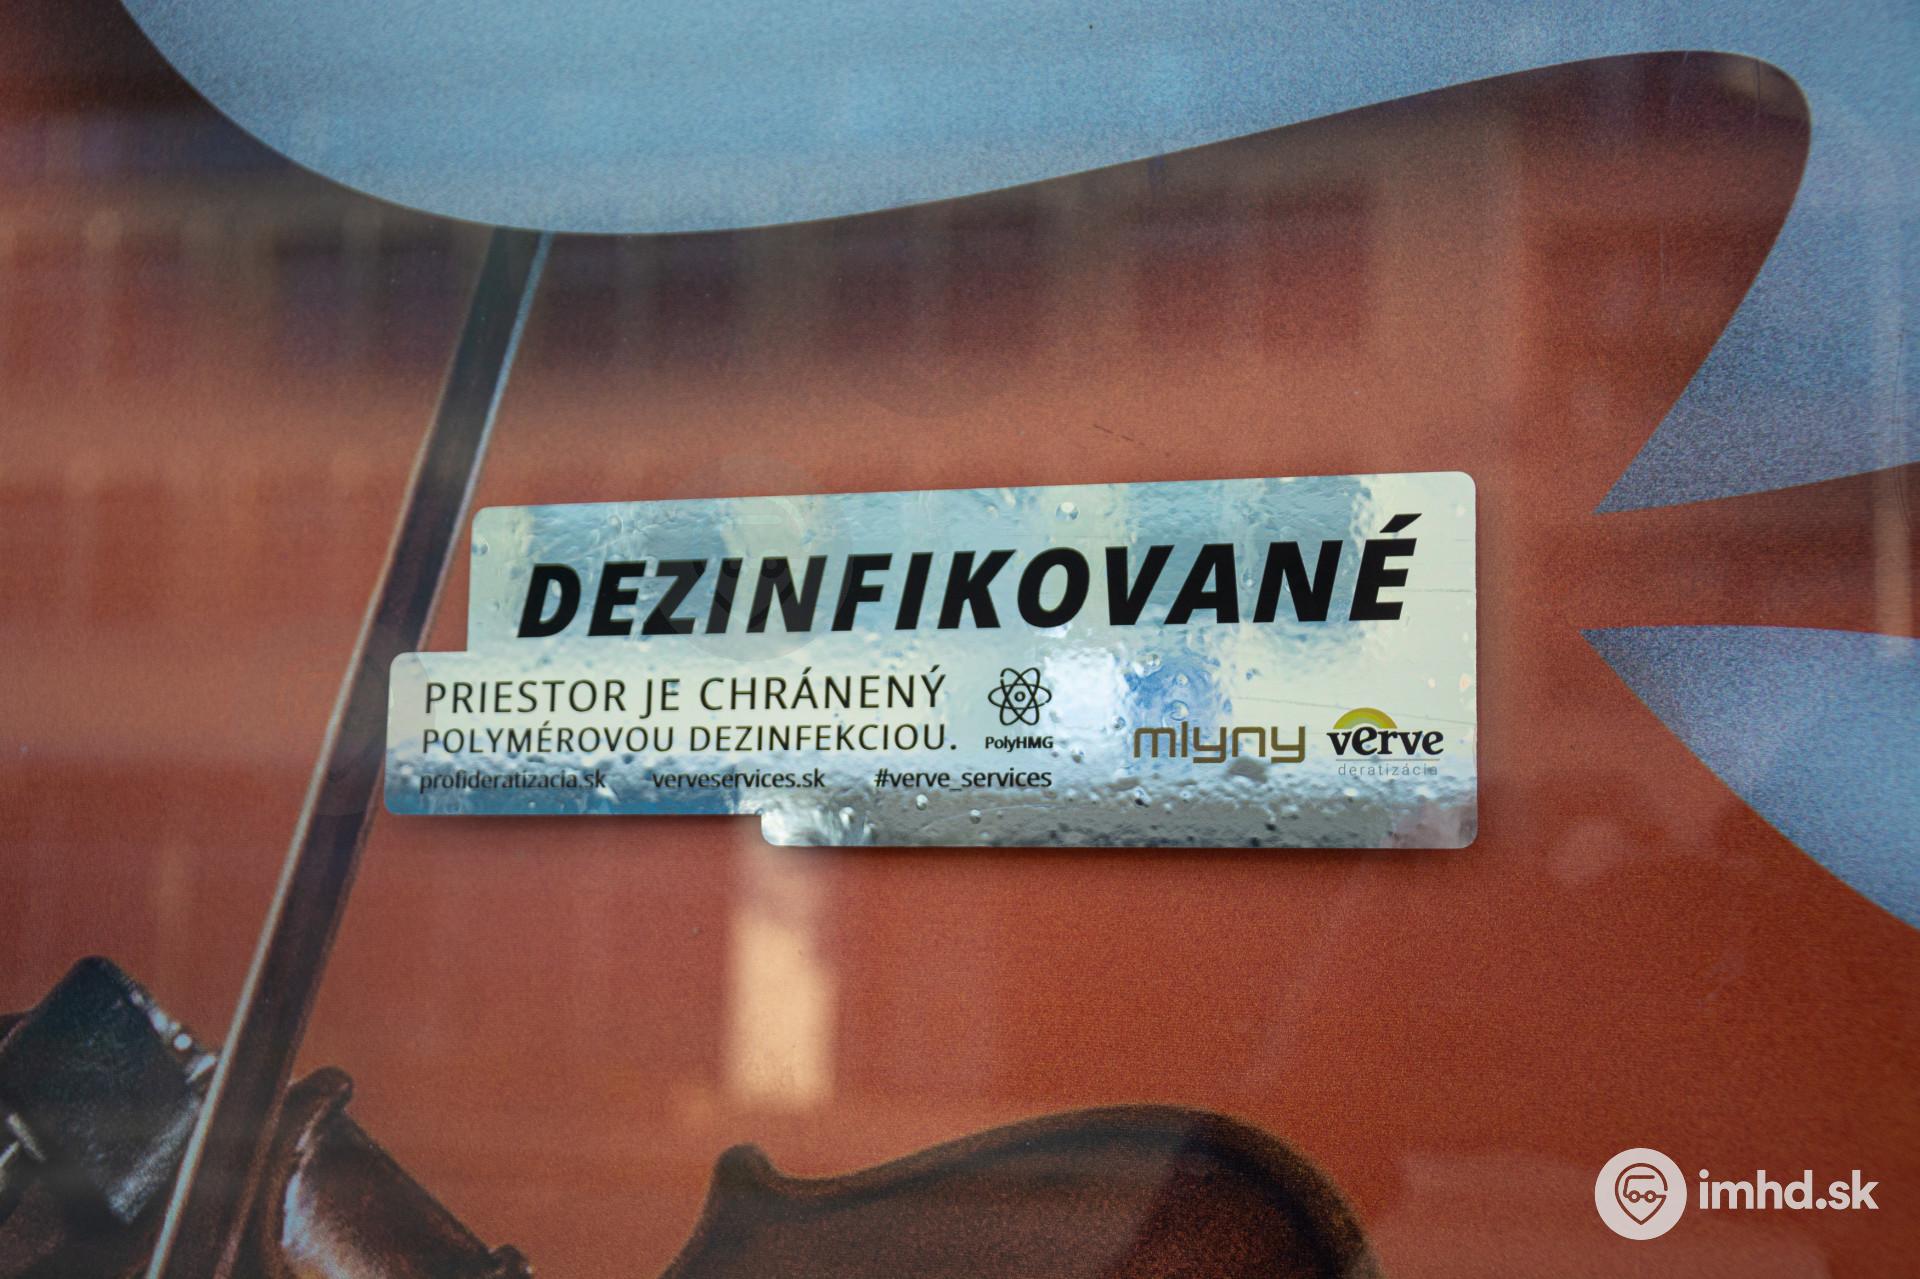 DEZINFIKOVANÉ
PRIESTOR JE CHRÁNENÝ
POLYMÉROVOU DEZINFEKCIOU.
PolyHMG
mlyny
verve
deratizácia
profideratizacia.sk verveservices.sk #verve_services
imhd.sk